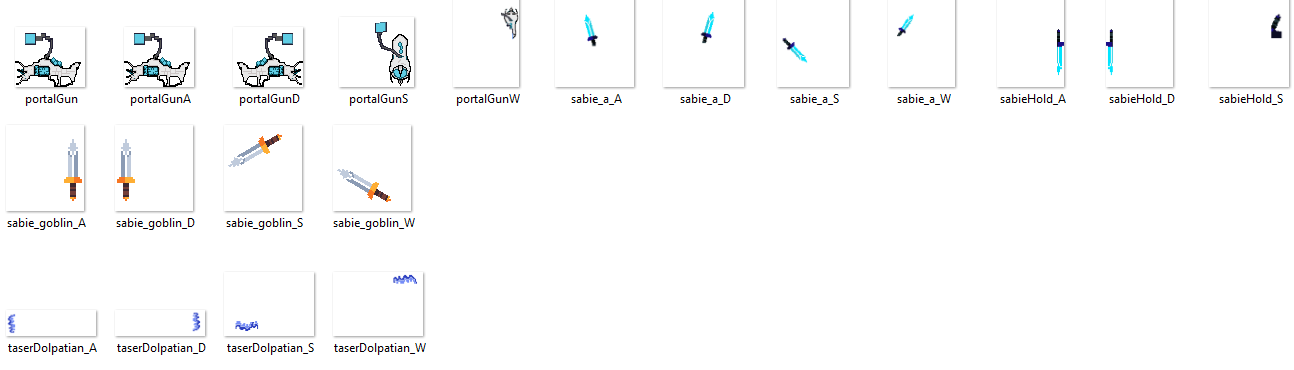 portalGun
portalGunA
portalGunD
portalGunS
portalGunW
sabie_a_A
sabie_a_D
sabie_a_S
sabie_a_W
sabieHold_A
sabieHold_D
sabieHold_S
sabie_goblin_A
sabie_goblin_D
sabie_goblin_S
sabie_goblin_W
taserDolpatian_A
taserDolpatian_D
taserDolpatian_S
taserDolpatian_W